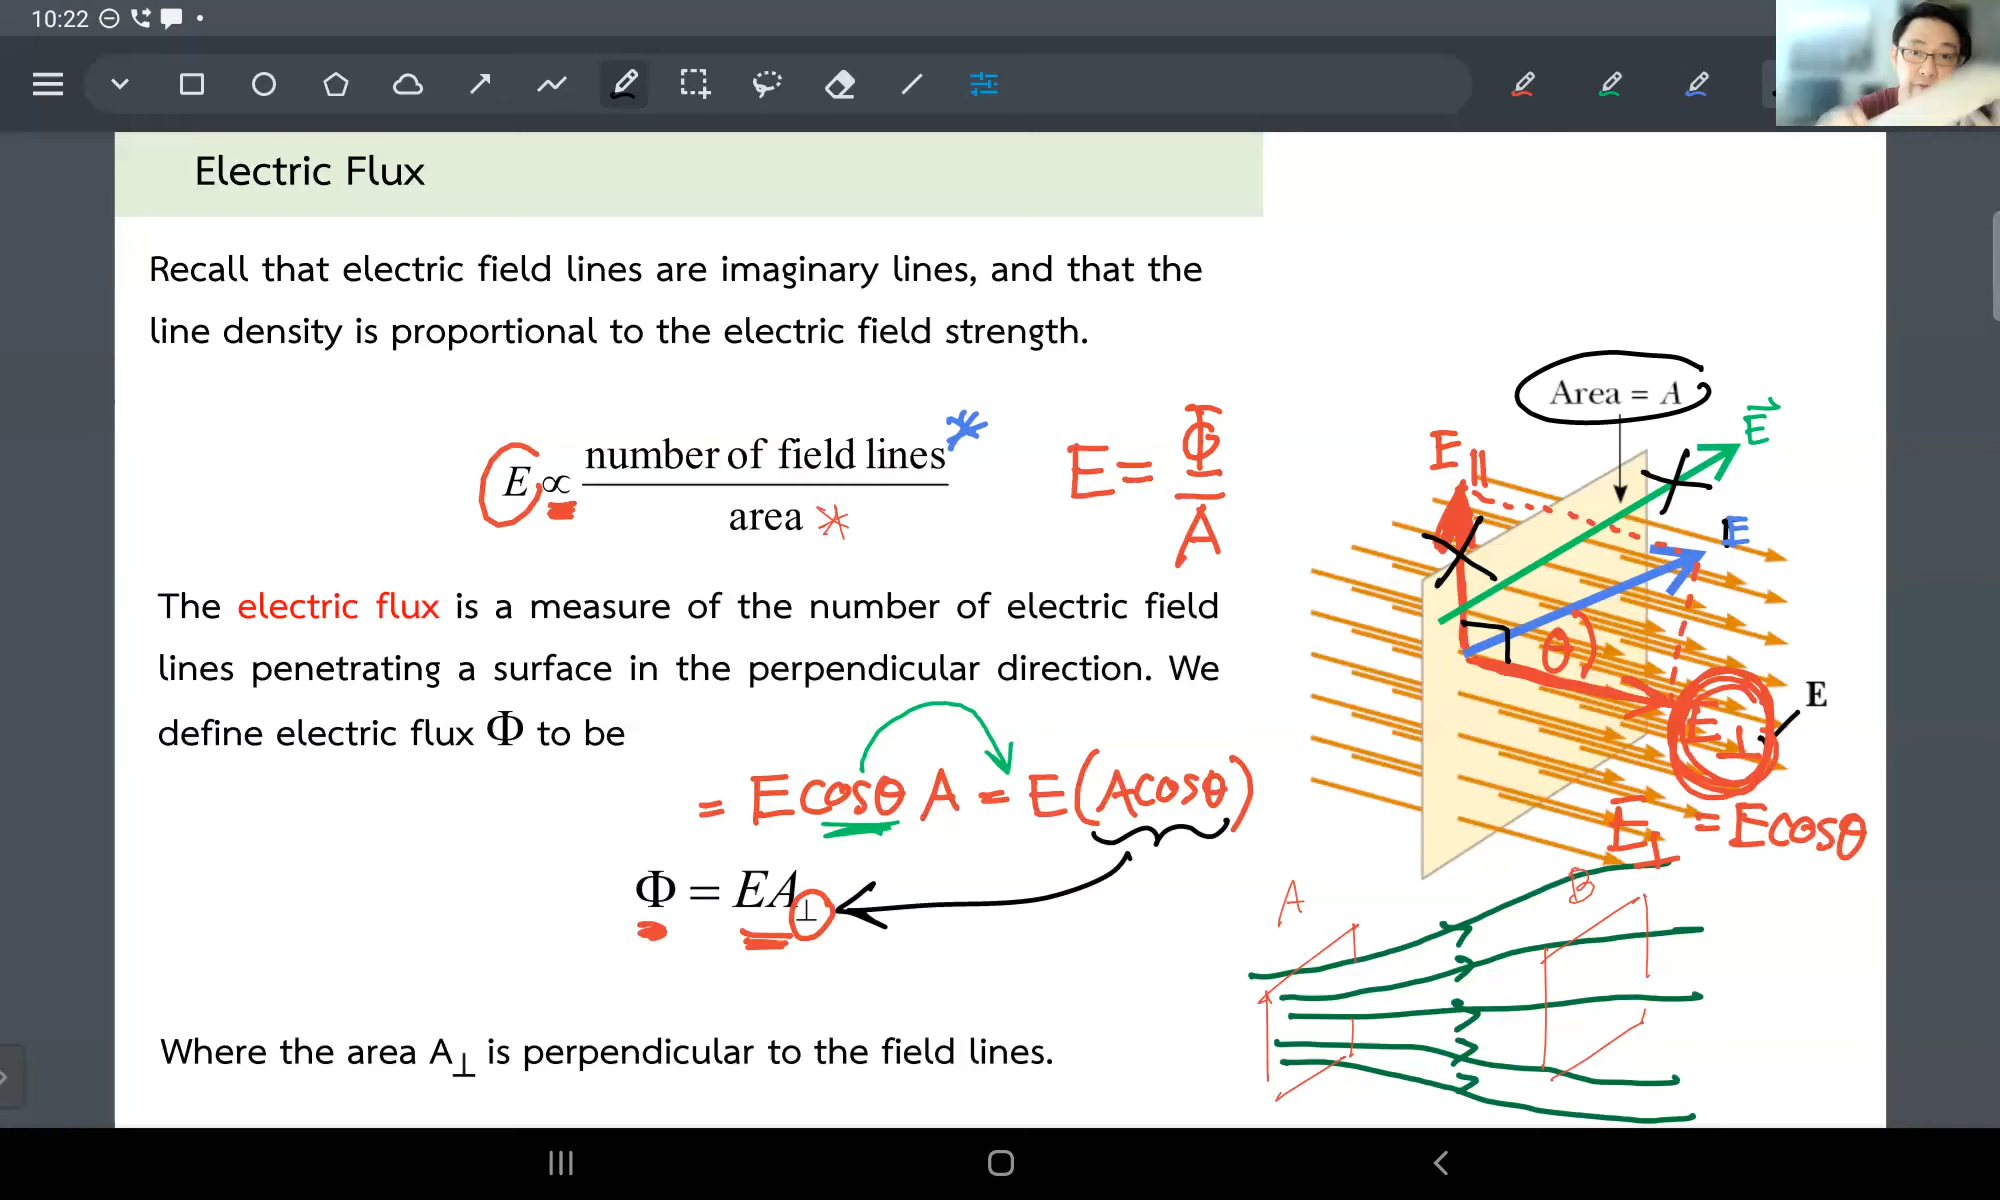 10:22
Electric Flux
Recall that electric field lines are imaginary lines, and that the
line density is proportional to the electric field strength.
E ∝ number of field lines* / area *
E = Φ / A
The electric flux is a measure of the number of electric field
lines penetrating a surface in the perpendicular direction. We
define electric flux Φ to be
= E cosθ A = E(A cosθ)
Φ = EA⊥
Where the area A⊥ is perpendicular to the field lines.
Area = A
E⃗
E∥
E
θ
E
E⊥
E⊥ = E cosθ
A
B